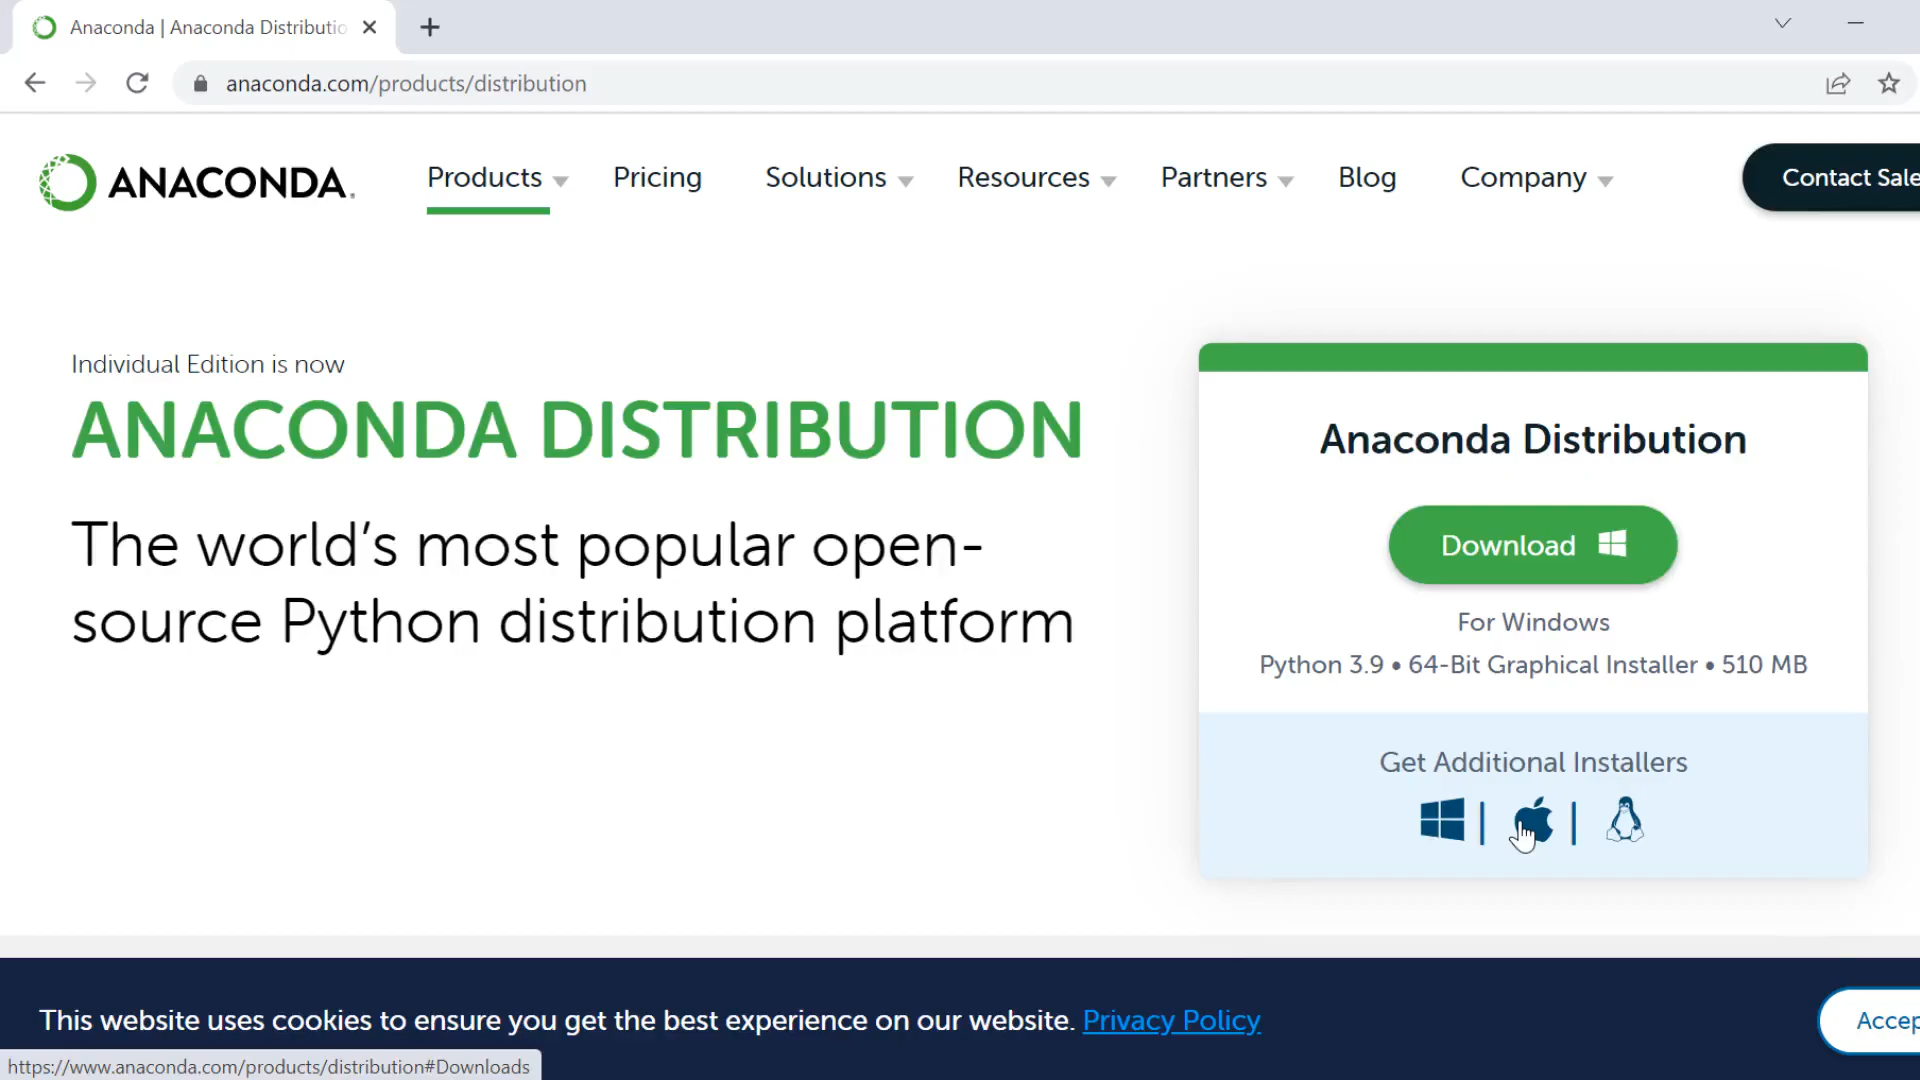 Anaconda | Anaconda Distributio
anaconda.com/products/distribution
ANACONDA.
Products
Pricing
Solutions
Resources
Partners
Blog
Company
Contact Sale
Individual Edition is now
ANACONDA DISTRIBUTION
The world's most popular open-
source Python distribution platform
Anaconda Distribution
Download
For Windows
Python 3.9 • 64-Bit Graphical Installer • 510 MB
Get Additional Installers
This website uses cookies to ensure you get the best experience on our website. Privacy Policy
Accep
https://www.anaconda.com/products/distribution#Downloads